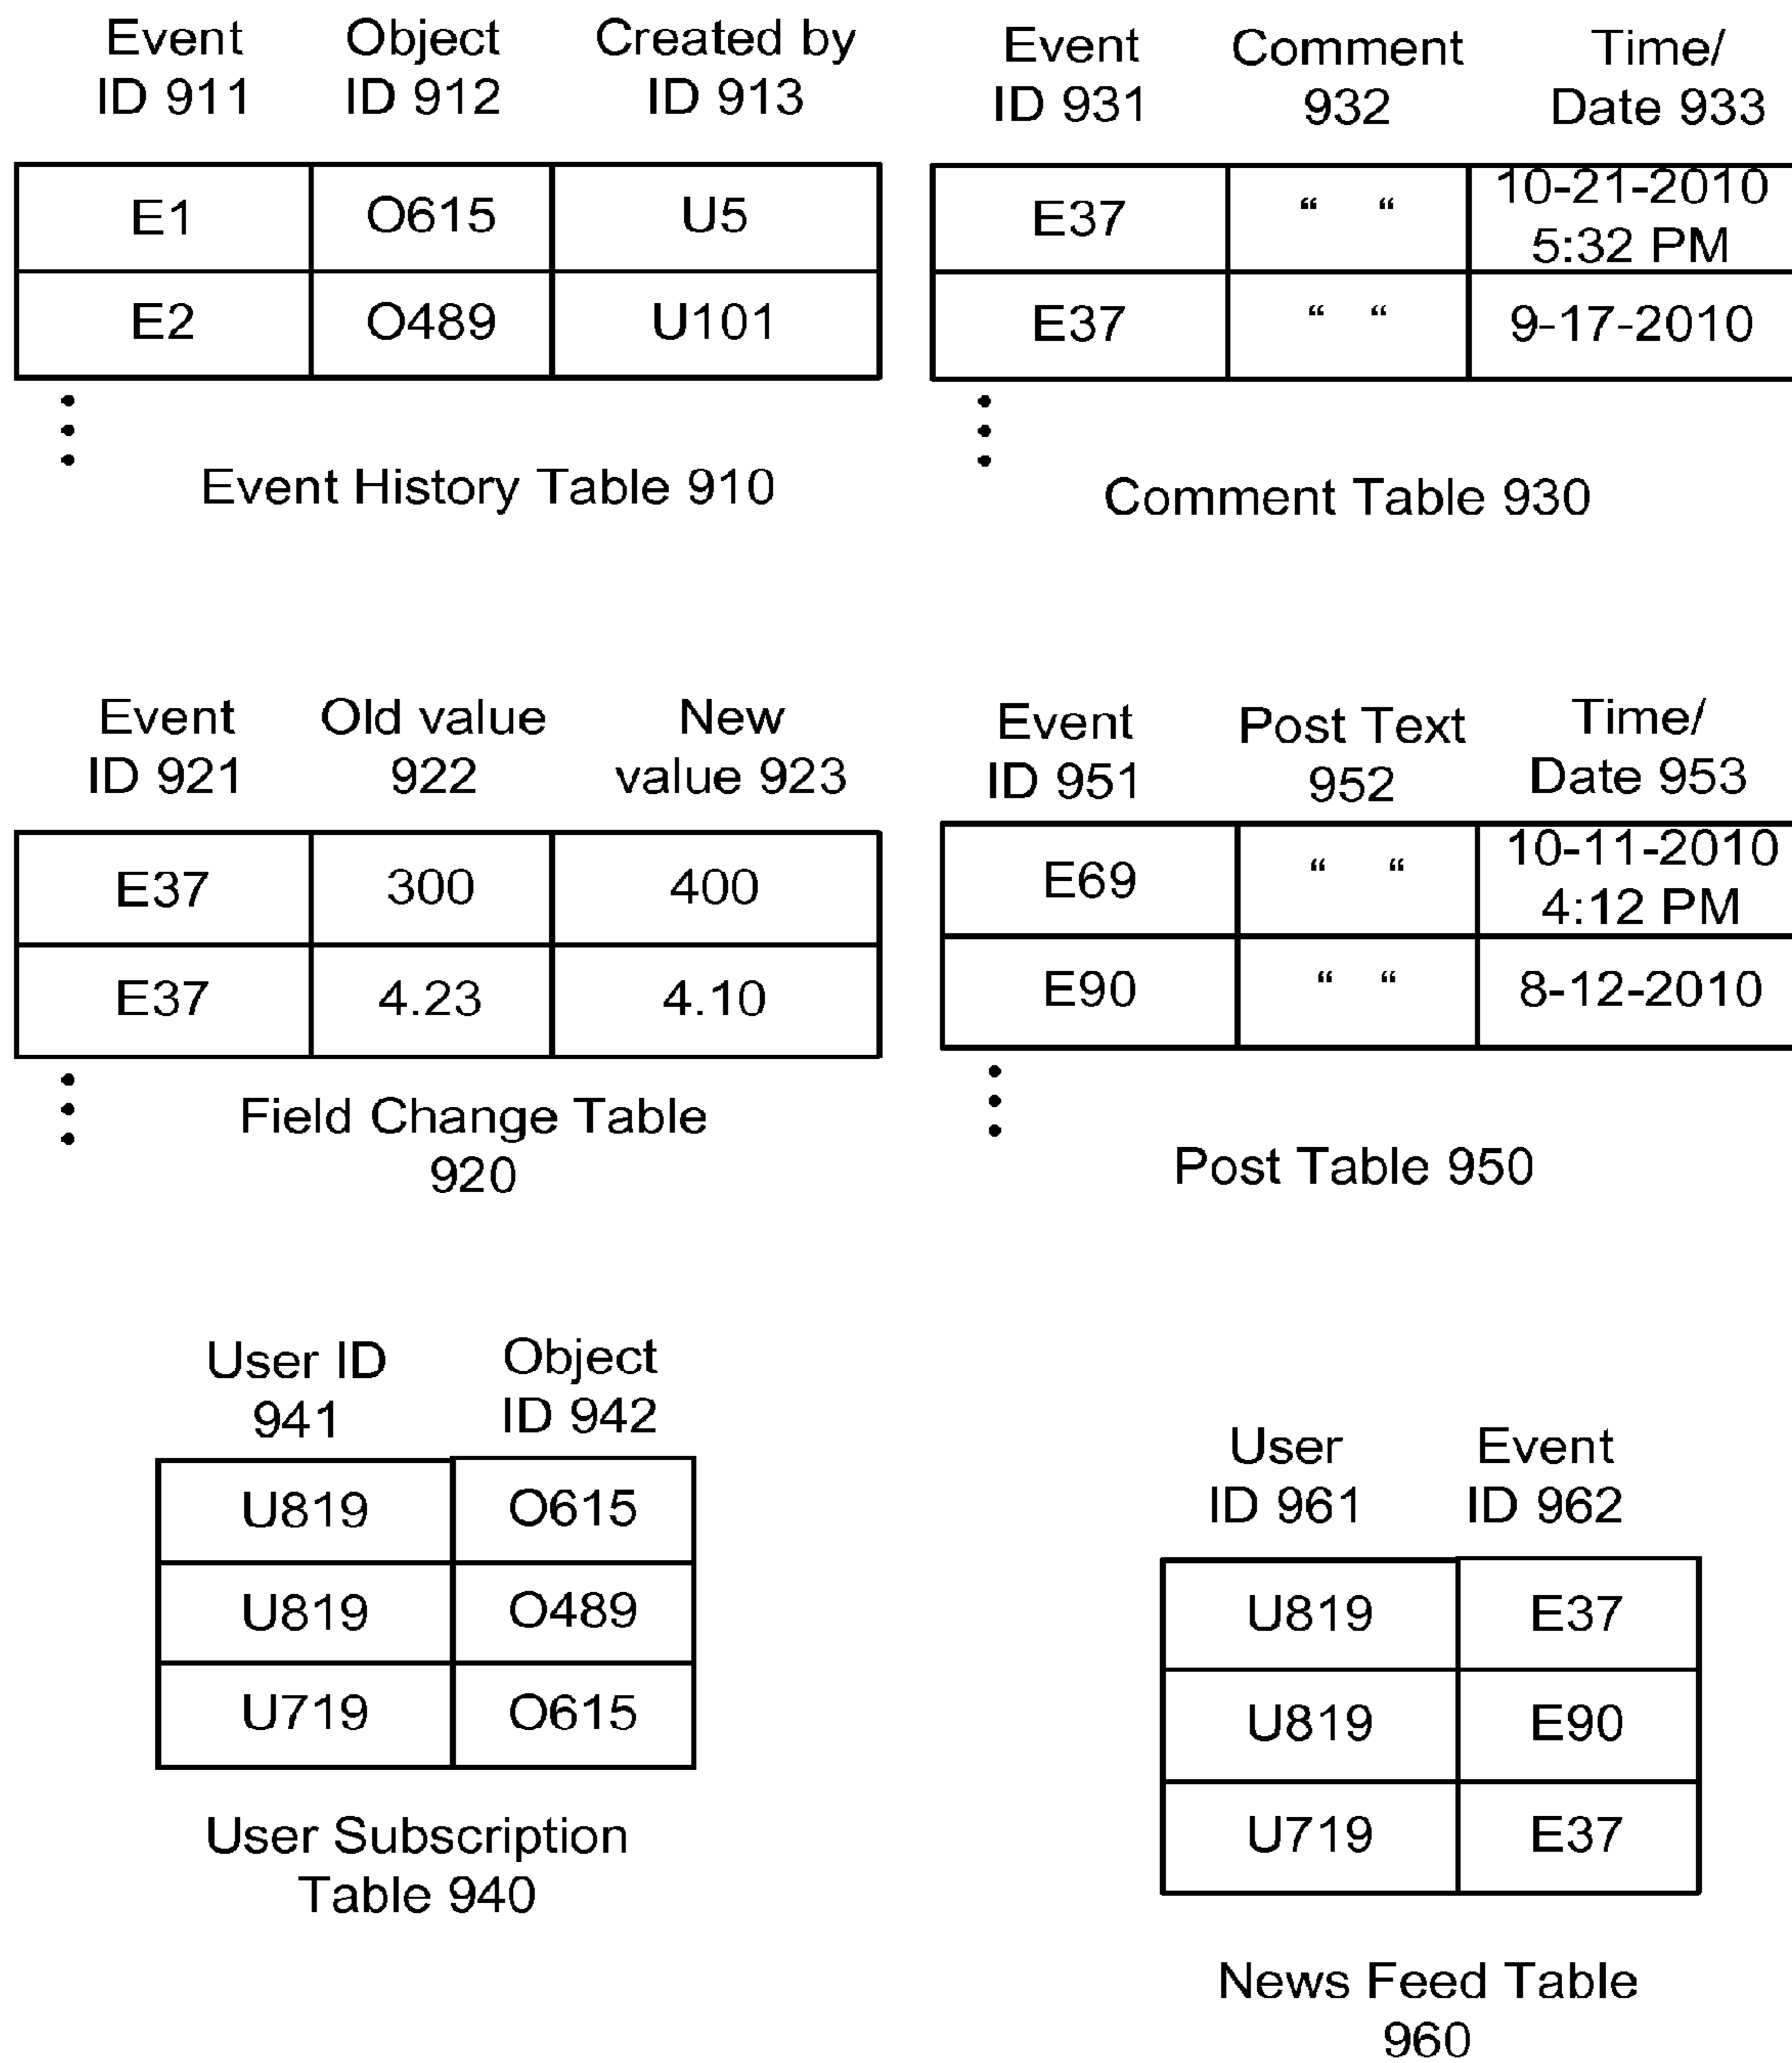 Event ID 911 Object ID 912 Created by ID 913
E1 O615 U5
E2 O489 U101
Event History Table 910
Event ID 931 Comment 932 Time/ Date 933
E37 “ “ 10-21-2010 5:32 PM
E37 “ “ 9-17-2010
Comment Table 930
Event ID 921 Old value 922 New value 923
E37 300 400
E37 4.23 4.10
Field Change Table 920
Event ID 951 Post Text 952 Time/ Date 953
E69 “ “ 10-11-2010 4:12 PM
E90 “ “ 8-12-2010
Post Table 950
User ID 941 Object ID 942
U819 O615
U819 O489
U719 O615
User Subscription Table 940
User ID 961 Event ID 962
U819 E37
U819 E90
U719 E37
News Feed Table 960